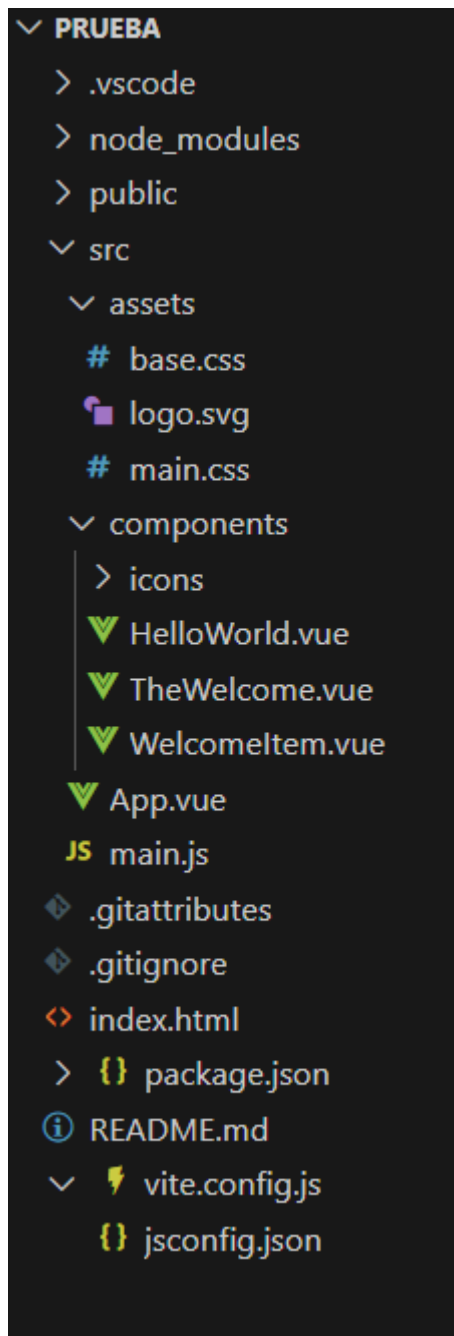 PRUEBA
.vscode
node_modules
public
src
assets
# base.css
logo.svg
# main.css
components
icons
HelloWorld.vue
TheWelcome.vue
WelcomeItem.vue
App.vue
JS main.js
.gitattributes
.gitignore
<> index.html
{} package.json
README.md
vite.config.js
{} jsconfig.json